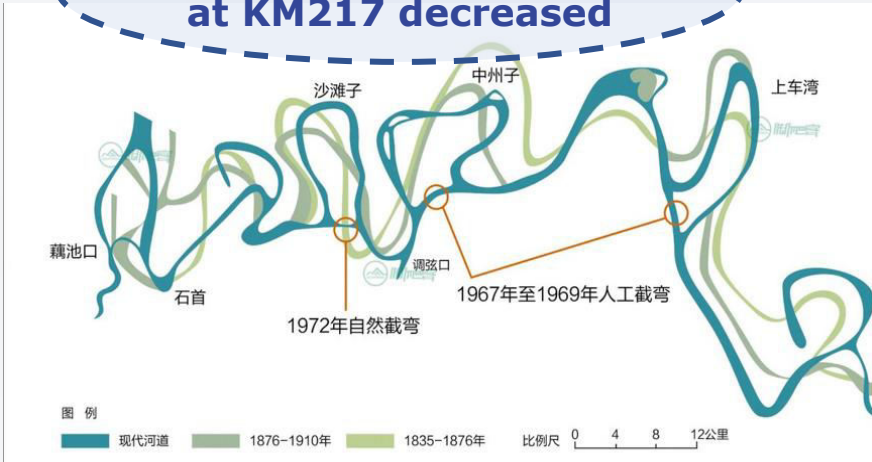 at KM217 decreased
沙滩子
中州子
上车湾
藕池口
石首
调弦口
1972年自然截弯
1967年至1969年人工截弯
图 例
现代河道
1876-1910年
1835-1876年
比例尺 0 4 8 12公里